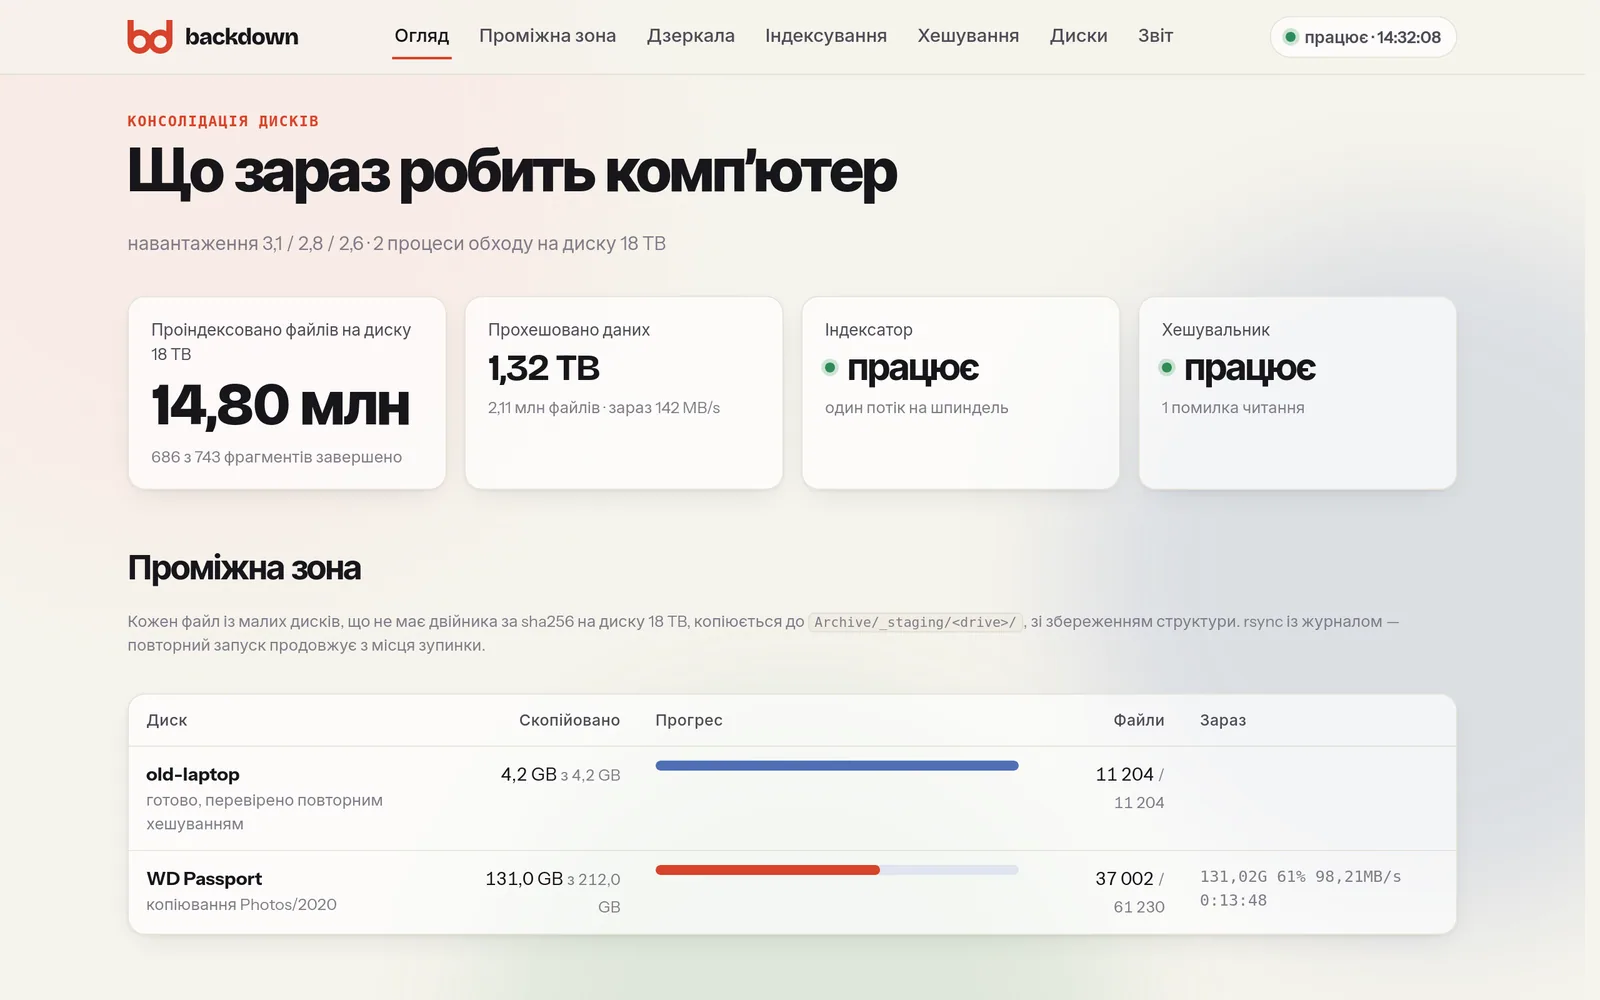 bd backdown
Огляд Проміжна зона Дзеркала Індексування Хешування Диски Звіт
працює · 14:32:08
КОНСОЛІДАЦІЯ ДИСКІВ
Що зараз робить комп’ютер
навантаження 3,1 / 2,8 / 2,6 · 2 процеси обходу на диску 18 ТВ
Проіндексовано файлів на диску
18 ТВ
14,80 млн
686 з 743 фрагментів завершено
Прохешовано даних
1,32 ТВ
2,11 млн файлів · зараз 142 MB/s
Індексатор
працює
один потік на шпиндель
Хешувальник
працює
1 помилка читання
Проміжна зона
Кожен файл із малих дисків, що не має двійника за sha256 на диску 18 ТВ, копіюється до Archive/_staging/<drive>/ , зі збереженням структури. rsync із журналом —
повторний запуск продовжує з місця зупинки.
Диск Скопійовано Прогрес Файли Зараз
old-laptop
готово, перевірено повторним
хешуванням
4,2 GB з 4,2 GB
11 204 /
11 204
WD Passport
копіювання Photos/2020
131,0 GB з 212,0
GB
37 002 /
61 230
131,02G 61% 98,21MB/s
0:13:48